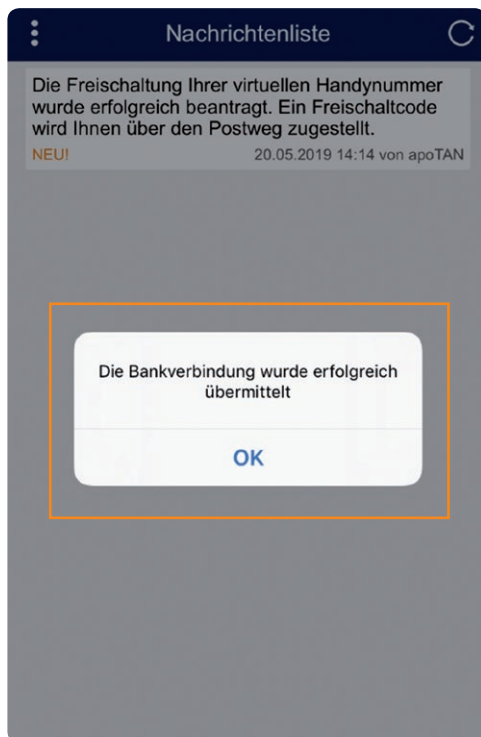 Nachrichtenliste
Die Freischaltung Ihrer virtuellen Handynummer
wurde erfolgreich beantragt. Ein Freischaltcode
wird Ihnen über den Postweg zugestellt.
NEU! 20.05.2019 14:14 von apoTAN
Die Bankverbindung wurde erfolgreich
übermittelt
OK